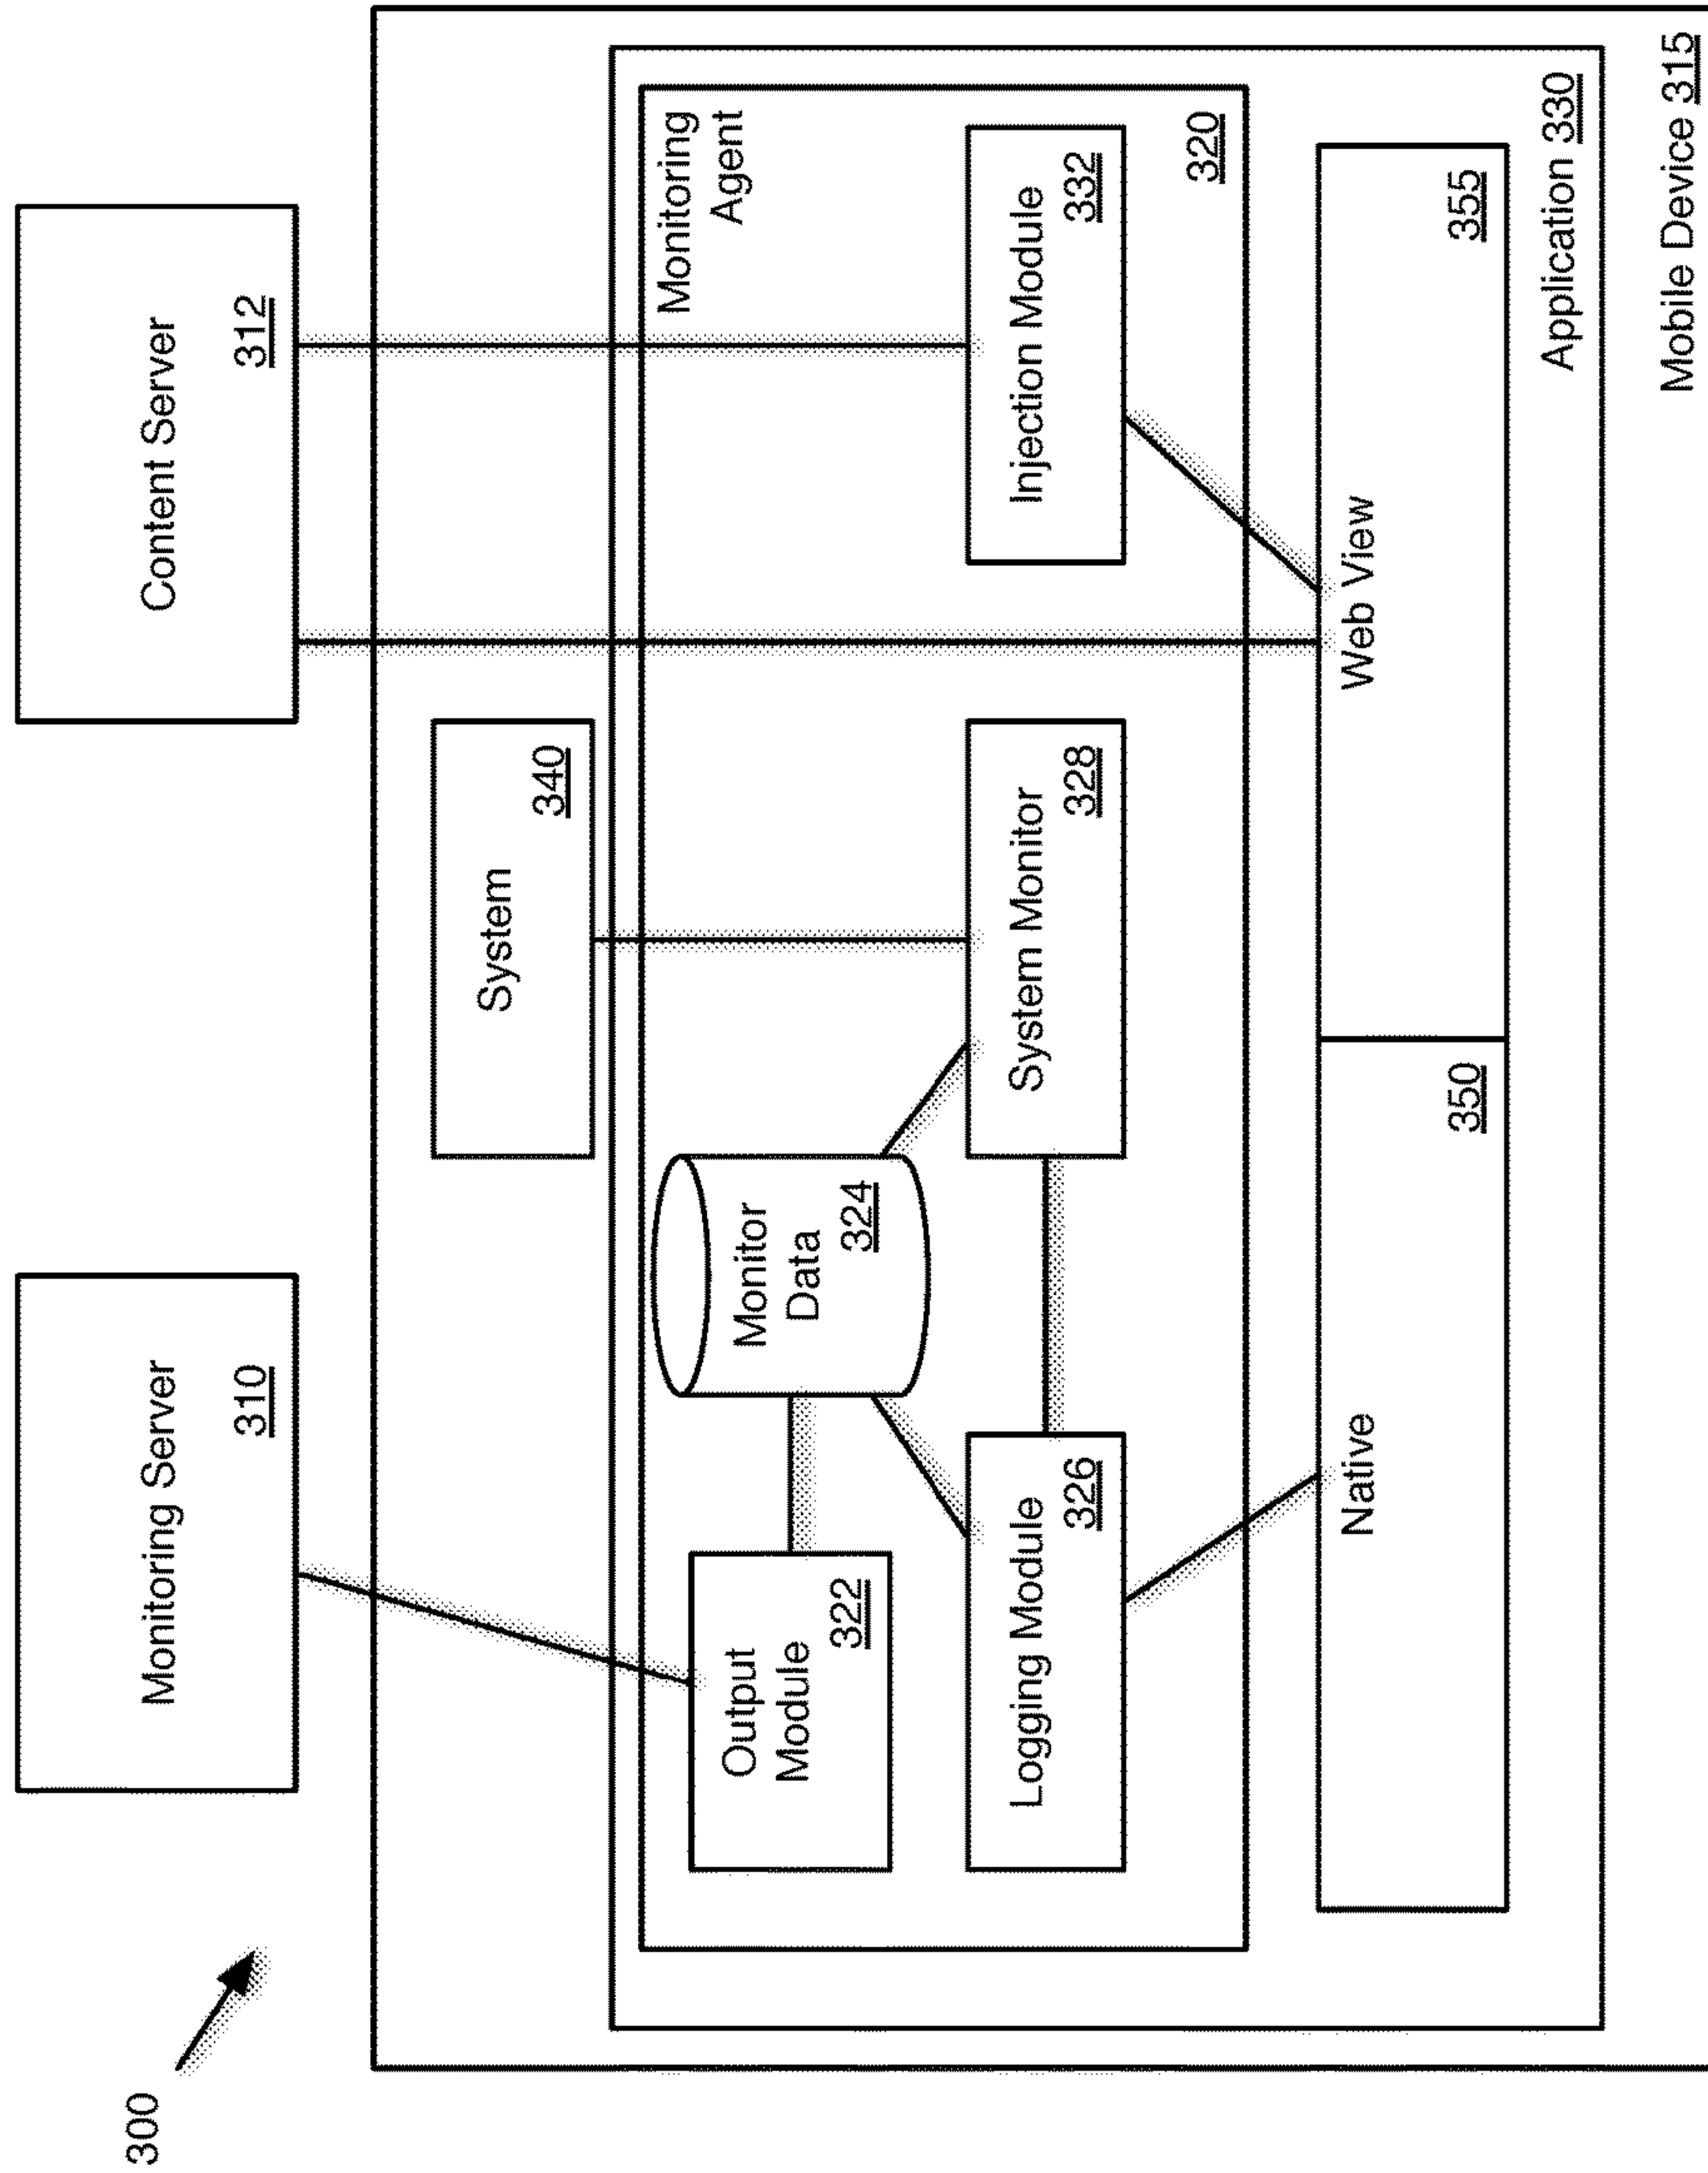 300
Monitoring Server
310
Content Server
312
System
340
Monitoring
Agent
Output
Module
322
Monitor
Data
324
Logging Module
326
System Monitor
328
Injection Module
332
320
Native
350
Web View
355
Application 330
Mobile Device 315